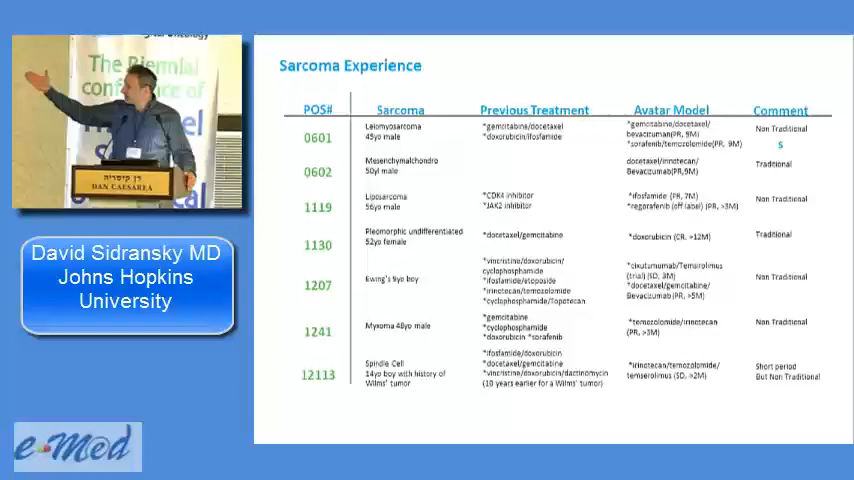 The Biennial
conference of
דן קיסריה
DAN CAESAREA
David Sidransky MD
Johns Hopkins
University
e-Med
Sarcoma Experience
POS# Sarcoma Previous Treatment Avatar Model Comment
0601 Leiomyosarcoma *gemcitabine/docetaxel *gemcitabine/docetaxel/ Non Traditional
45yo male *doxorubicin/ifosfamide bevacizuman(PR, 9M)
*sorafenib/temozolomide(PR, 9M) S
0602 Mesenchymalchondro docetaxel/irinotecan/ Traditional
50yl male Bevacizumab(PR,9M)
1119 Liposarcoma *CDK4 inhibitor *ifosfamide (PR, 7M) Non Traditional
56yo male *JAK2 inhibitor *regorafenib (off label) (PR, >3M)
1130 Pleomorphic undifferentiated *docetaxel/gemcitabine *doxorubicin (CR, >12M) Traditional
52yo female
1207 Ewing's 9yo boy *vincristine/doxorubicin/ *cixutumumab/Temsirolimus Non Traditional
cyclophosphamide (trial) (SD, 3M)
*ifosfamide/etoposide *docetaxel/gemcitabine/
*irinotecan/temozolomide Bevacizumab (PR, >5M)
*cyclophosphamide/Topotecan
1241 Myxoma 48yo male *gemcitabine *temozolomide/irinotecan Non Traditional
*cyclophosphamide (PR, >3M)
*doxorubicin *sorafenib
12113 Spindle Cell *ifosfamide/doxorubicin *irinotecan/temozolomide/ Short period
14yo boy with history of *docetaxel/gemcitabine temserolimus (SD, >2M) But Non Traditional
Wilms' tumor *vincristine/doxorubicin/dactinomycin
(10 years earlier for a Wilms' tumor)